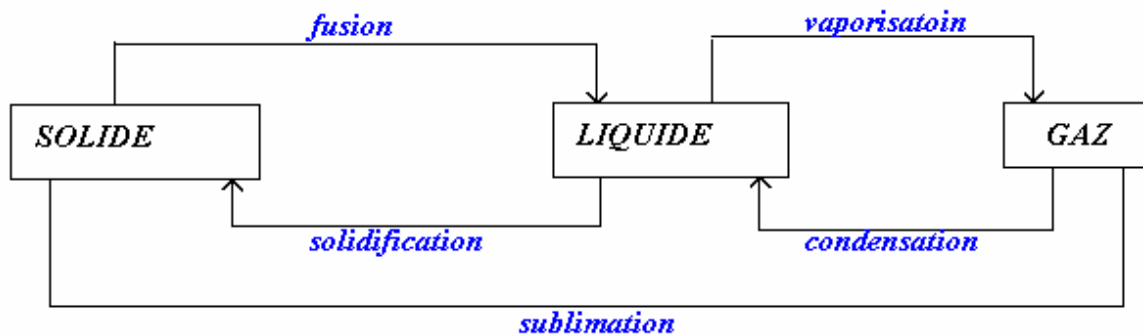 fusion
vaporisatoin
SOLIDE
LIQUIDE
GAZ
solidification
condensation
sublimation